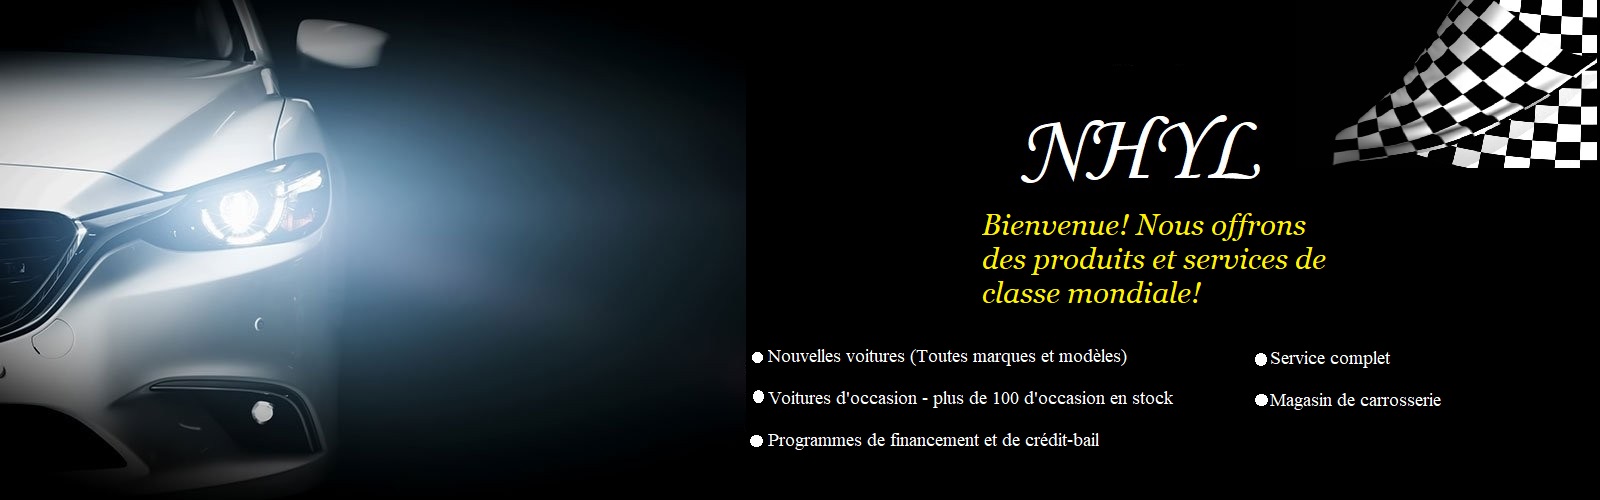 NHYL
Bienvenue! Nous offrons
des produits et services de
classe mondiale!
Nouvelles voitures (Toutes marques et modèles)
Voitures d'occasion - plus de 100 d'occasion en stock
Programmes de financement et de crédit-bail
Service complet
Magasin de carrosserie